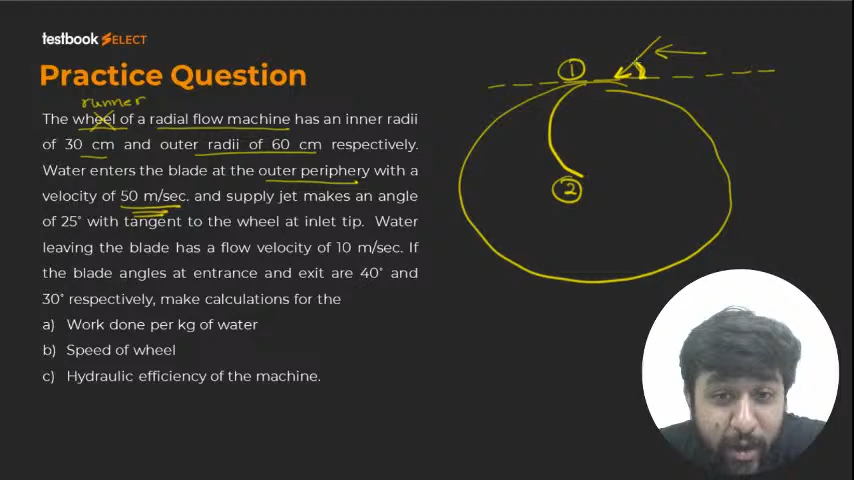 testbook SELECT
Practice Question
runner
The wheel of a radial flow machine has an inner radii
of 30 cm and outer radii of 60 cm respectively.
Water enters the blade at the outer periphery with a
velocity of 50 m/sec. and supply jet makes an angle
of 25° with tangent to the wheel at inlet tip. Water
leaving the blade has a flow velocity of 10 m/sec. If
the blade angles at entrance and exit are 40° and
30° respectively, make calculations for the
a) Work done per kg of water
b) Speed of wheel
c) Hydraulic efficiency of the machine.
1
2